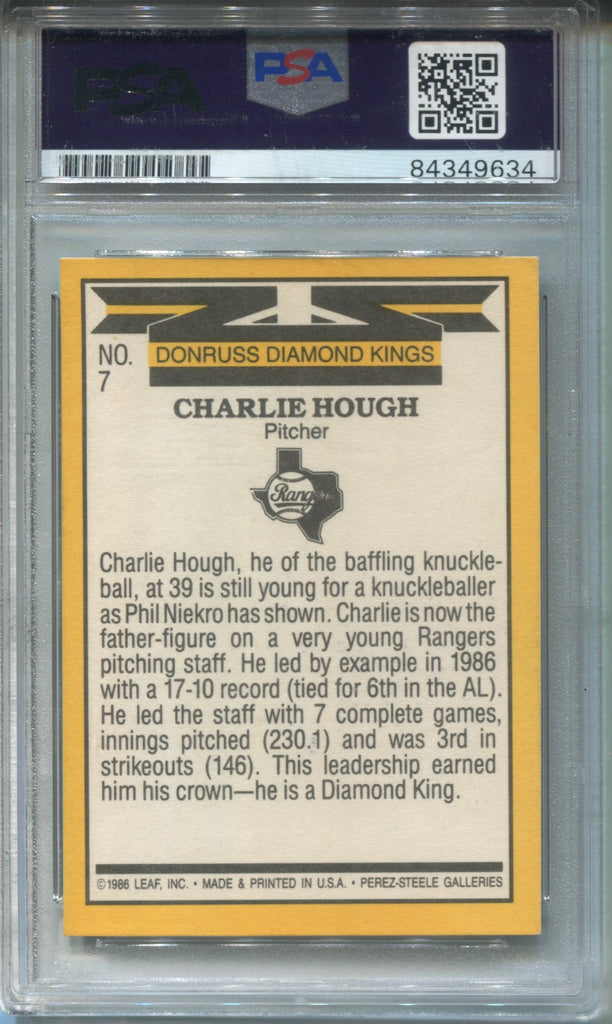 PSA
PSA
84349634
NO.
7
DONRUSS DIAMOND KINGS
CHARLIE HOUGH
Pitcher
Rangers
Charlie Hough, he of the baffling knuckle-
ball, at 39 is still young for a knuckleballer
as Phil Niekro has shown. Charlie is now the
father-figure on a very young Rangers
pitching staff. He led by example in 1986
with a 17-10 record (tied for 6th in the AL).
He led the staff with 7 complete games,
innings pitched (230.1) and was 3rd in
strikeouts (146). This leadership earned
him his crown—he is a Diamond King.
©1986 LEAF, INC. • MADE & PRINTED IN U.S.A. • PEREZ-STEELE GALLERIES